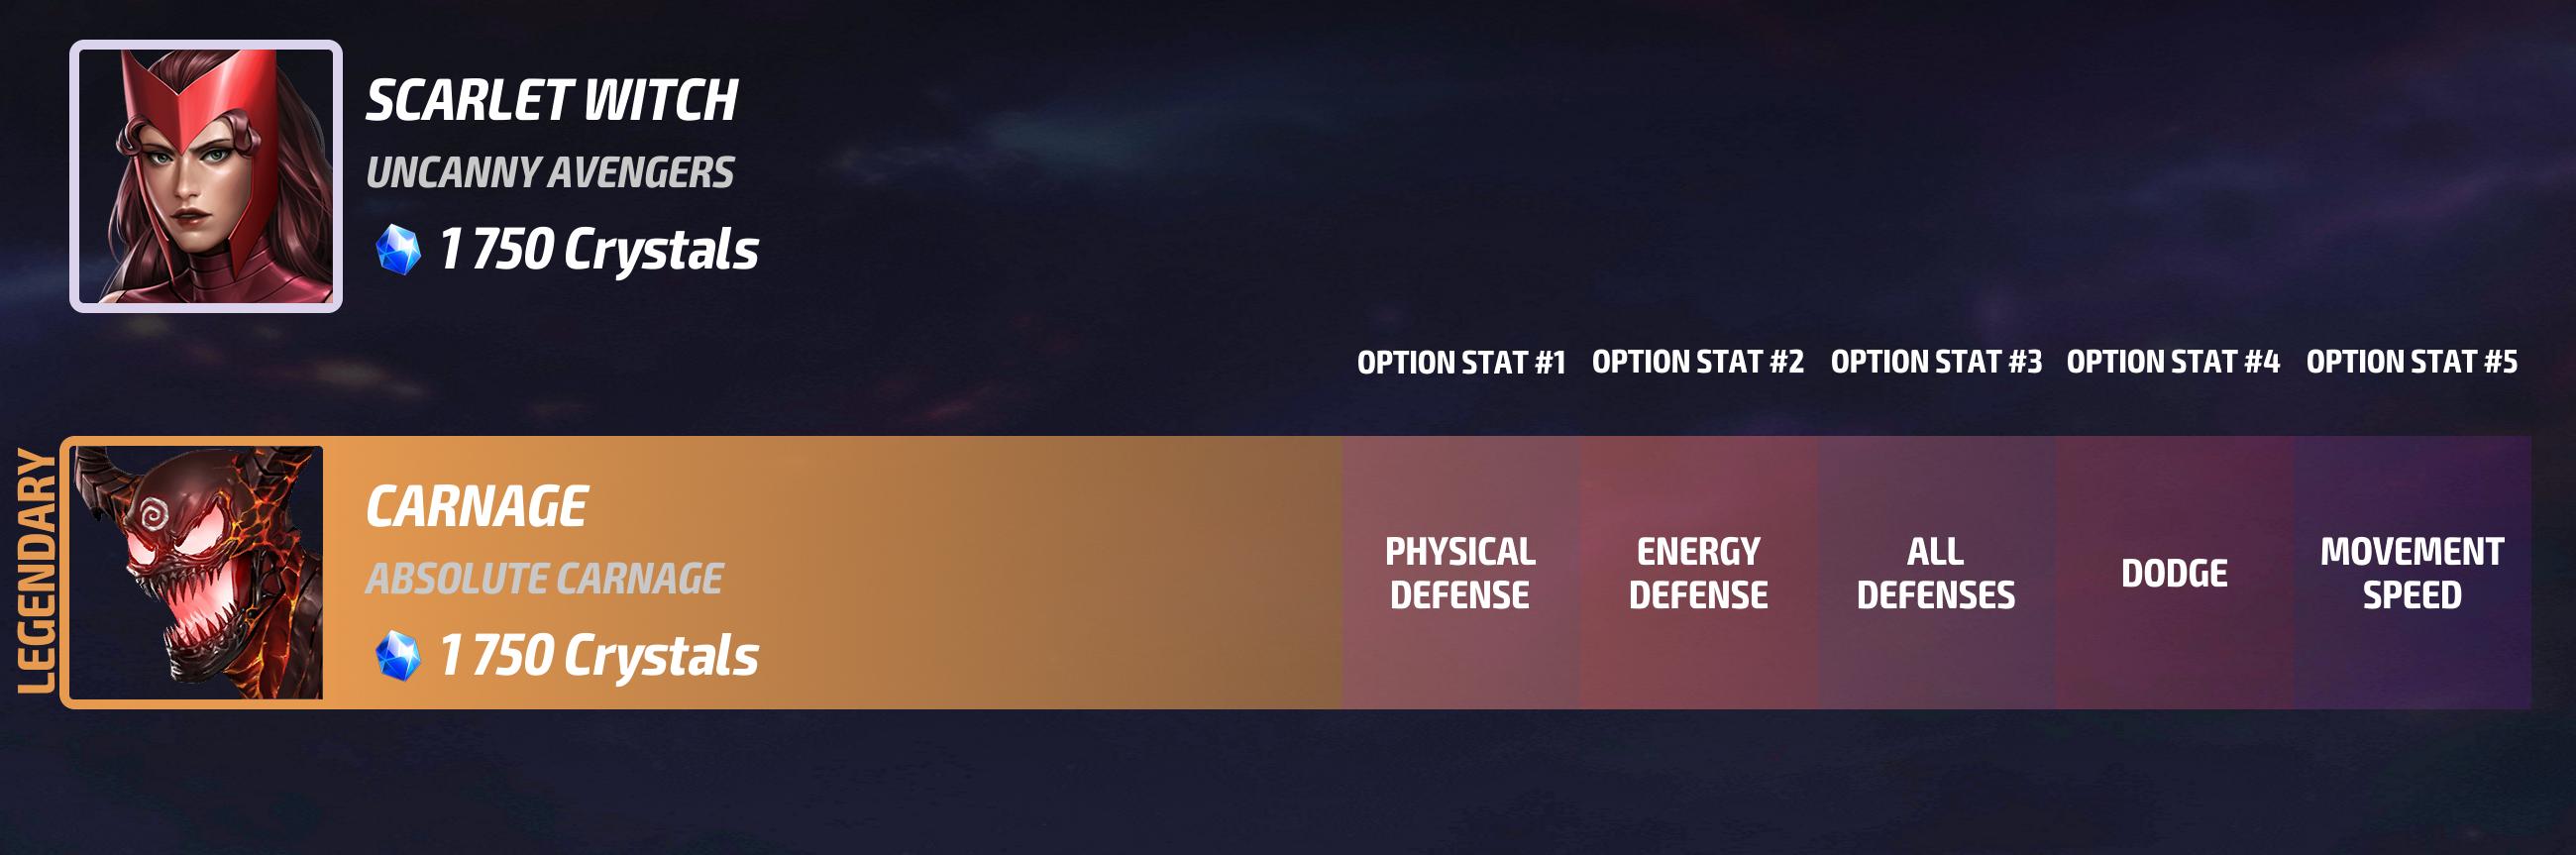 SCARLET WITCH
UNCANNY AVENGERS
1 750 Crystals
OPTION STAT #1 OPTION STAT #2 OPTION STAT #3 OPTION STAT #4 OPTION STAT #5
LEGENDARY
CARNAGE
ABSOLUTE CARNAGE
1 750 Crystals
PHYSICAL
DEFENSE
ENERGY
DEFENSE
ALL
DEFENSES
DODGE
MOVEMENT
SPEED